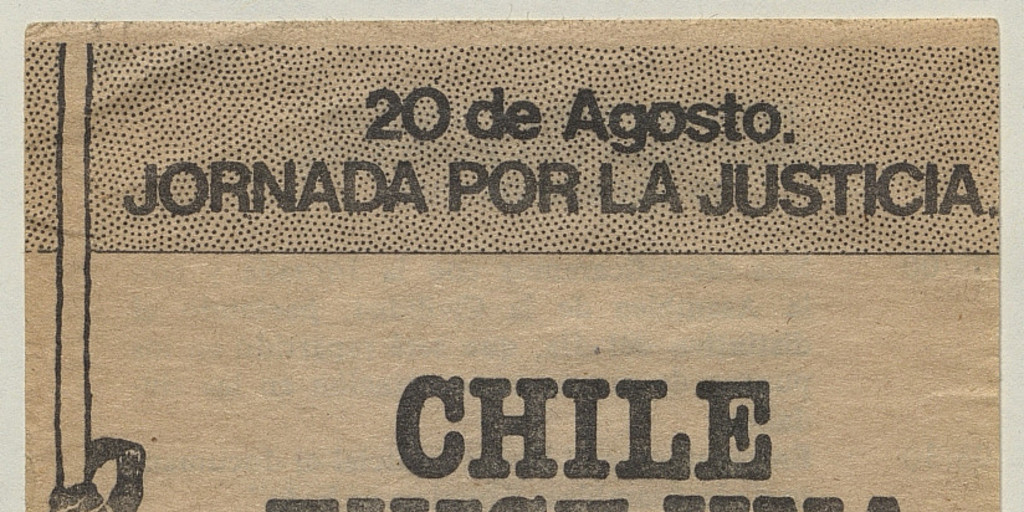 20 de Agosto.
JORNADA POR LA JUSTICIA.
CHILE